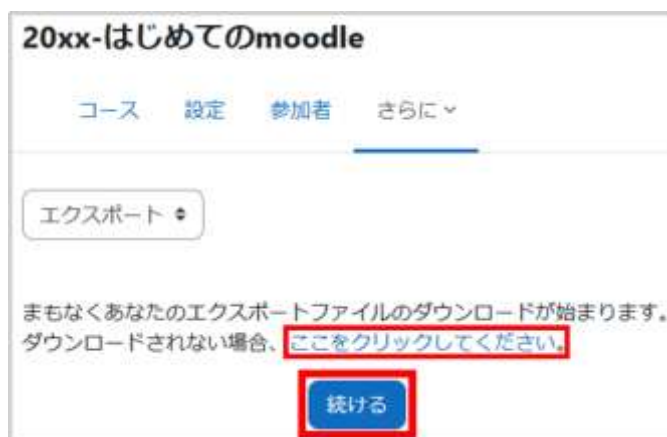 20xx-はじめてのmoodle
コース 設定 参加者 さらに
エクスポート
まもなくあなたのエクスポートファイルのダウンロードが始まります。
ダウンロードされない場合、ここをクリックしてください。
続ける